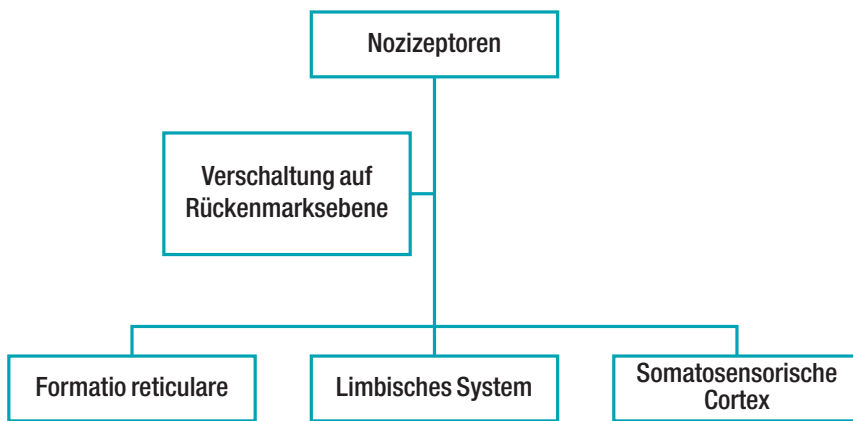 Nozizeptoren
Verschaltung auf
Rückenmarksebene
Formatio reticulare
Limbisches System
Somatosensorische
Cortex